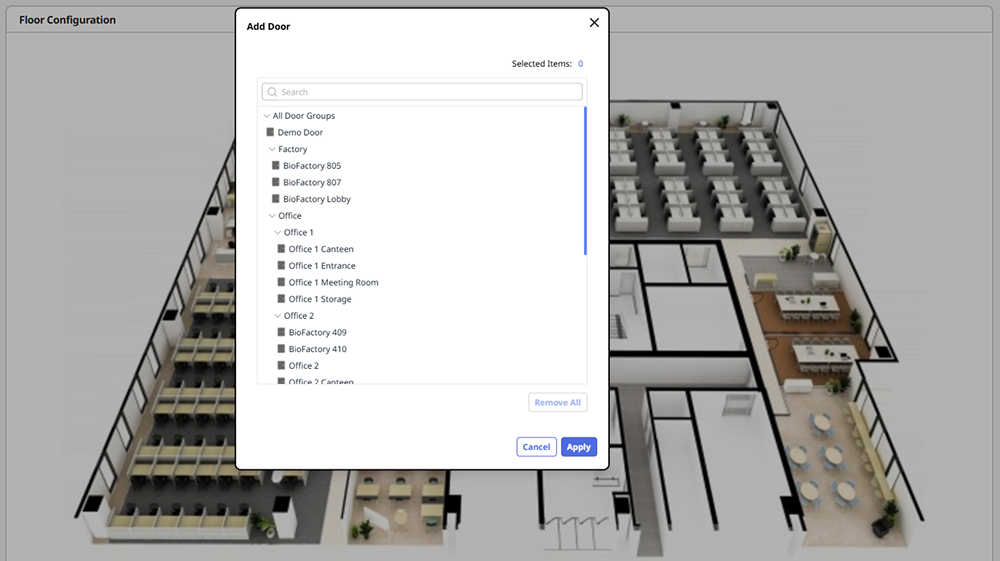 Floor Configuration
Add Door
Selected Items: 0
Search
All Door Groups
Demo Door
Factory
BioFactory 805
BioFactory 807
BioFactory Lobby
Office
Office 1
Office 1 Canteen
Office 1 Entrance
Office 1 Meeting Room
Office 1 Storage
Office 2
BioFactory 409
BioFactory 410
Office 2
Office 2 Canteen
Remove All
Cancel
Apply